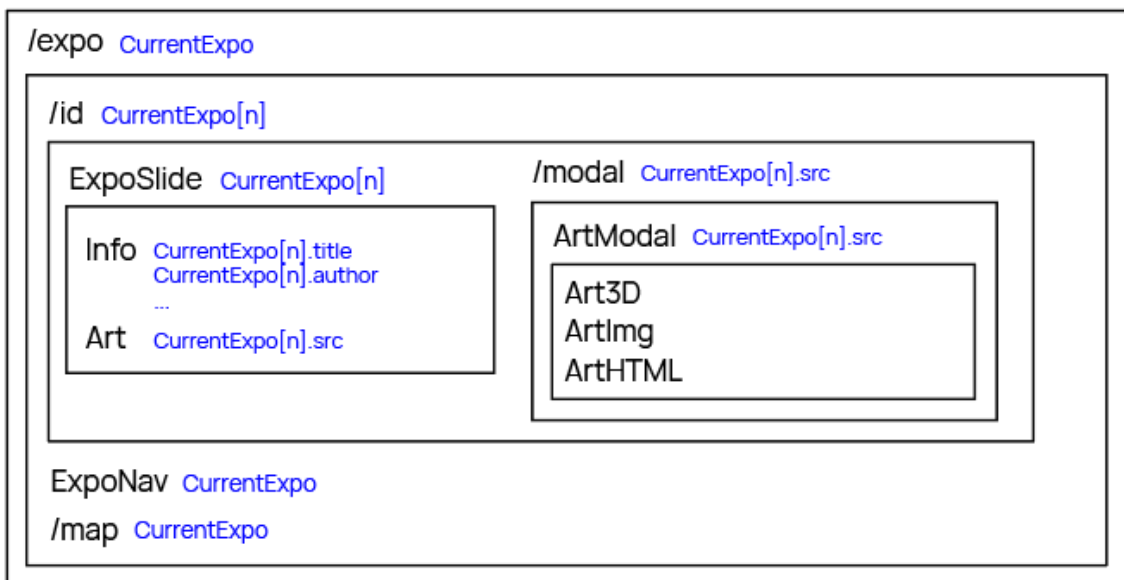 /expo CurrentExpo
/id CurrentExpo[n]
ExpoSlide CurrentExpo[n]
Info CurrentExpo[n].title
CurrentExpo[n].author
...
Art CurrentExpo[n].src
/modal CurrentExpo[n].src
ArtModal CurrentExpo[n].src
Art3D
ArtImg
ArtHTML
ExpoNav CurrentExpo
/map CurrentExpo